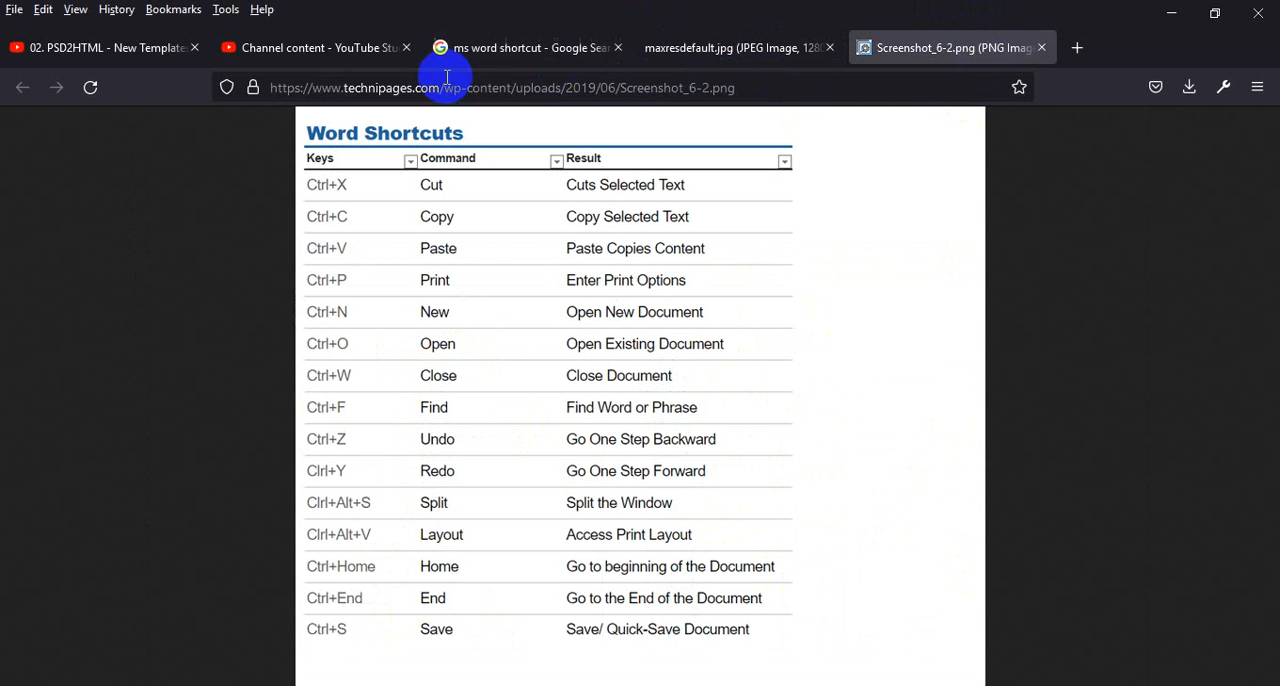 File Edit View History Bookmarks Tools Help
02. PSD2HTML - New Template Channel content - YouTube Stu ms word shortcut - Google Sear maxresdefault.jpg (JPEG Image, 128 Screenshot_6-2.png (PNG Imag
https://www.technipages.com/wp-content/uploads/2019/06/Screenshot_6-2.png
Word Shortcuts
Keys Command Result
Ctrl+X Cut Cuts Selected Text
Ctrl+C Copy Copy Selected Text
Ctrl+V Paste Paste Copies Content
Ctrl+P Print Enter Print Options
Ctrl+N New Open New Document
Ctrl+O Open Open Existing Document
Ctrl+W Close Close Document
Ctrl+F Find Find Word or Phrase
Ctrl+Z Undo Go One Step Backward
Clrl+Y Redo Go One Step Forward
Clrl+Alt+S Split Split the Window
Clrl+Alt+V Layout Access Print Layout
Ctrl+Home Home Go to beginning of the Document
Ctrl+End End Go to the End of the Document
Ctrl+S Save Save/ Quick-Save Document